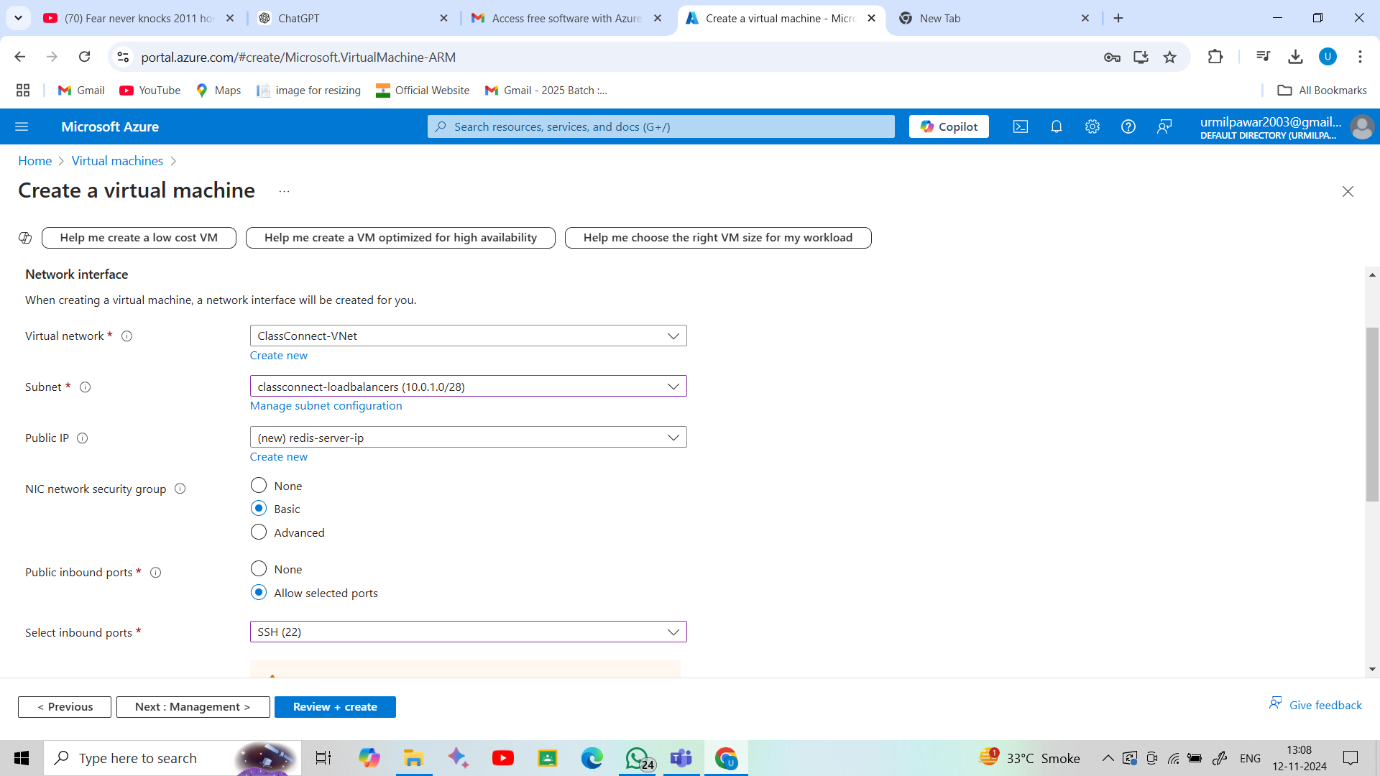 (70) Fear never knocks 2011 ho
ChatGPT
Access free software with Azure
Create a virtual machine - Micro
New Tab
portal.azure.com/#create/Microsoft.VirtualMachine-ARM
U
Gmail
YouTube
Maps
image for resizing
Official Website
Gmail - 2025 Batch :...
All Bookmarks
Microsoft Azure
Search resources, services, and docs (G+/)
Copilot
urmilpawar2003@gmail...
DEFAULT DIRECTORY (URMILPA...
Home > Virtual machines >
Create a virtual machine ...
Help me create a low cost VM
Help me create a VM optimized for high availability
Help me choose the right VM size for my workload
Network interface
When creating a virtual machine, a network interface will be created for you.
Virtual network *
ClassConnect-VNet
Create new
Subnet *
classconnect-loadbalancers (10.0.1.0/28)
Manage subnet configuration
Public IP
(new) redis-server-ip
Create new
NIC network security group
None
Basic
Advanced
Public inbound ports *
None
Allow selected ports
Select inbound ports *
SSH (22)
< Previous
Next : Management >
Review + create
Give feedback
Type here to search
24
U
1
33°C Smoke
ENG
13:08
12-11-2024